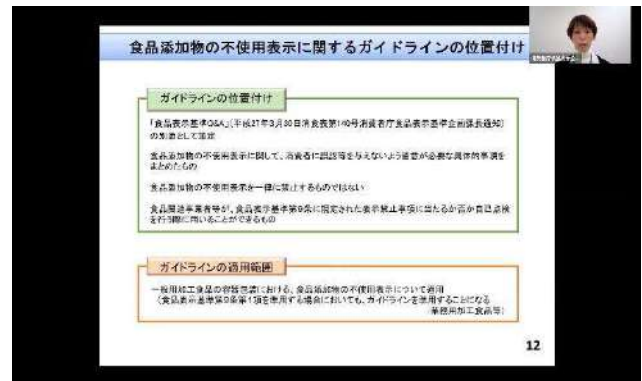 食品添加物の不使用表示に関するガイドラインの位置付け
ガイドラインの位置付け
「食品表示基準Q&A」(平成27年3月30日消食表第140号消費者庁食品表示基準企画課長通知)
の別添として策定
食品添加物の不使用表示に関して、消費者に誤認等を与えないよう留意が必要な具体的事項を
まとめたもの
食品添加物の不使用表示を一律に禁止するものではない
食品関連事業者等が、食品表示基準第9条に規定された表示禁止事項に当たるか否か自己点検
を行う際に用いることができるもの
ガイドラインの適用範囲
一般用加工食品の容器包装における、食品添加物の不使用表示について適用
(食品表示基準第9条第1項を準用する場合においても、ガイドラインを準用することになる
業務用加工食品等)
12